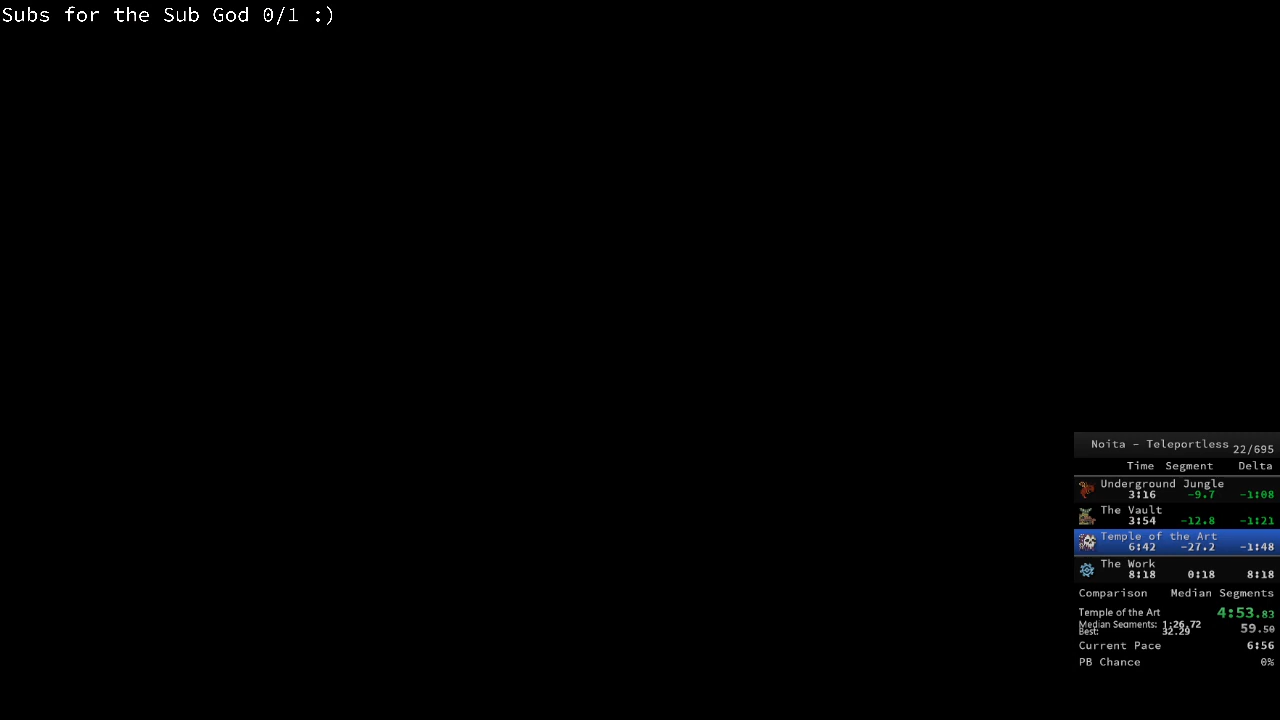 Subs for the Sub God 0/1 :)
Noita - Teleportless 22/695
Time Segment Delta
Underground Jungle
3:16 -9.7 -1:08
The Vault
3:54 -12.8 -1:21
Temple of the Art
6:42 -27.2 -1:48
The Work
8:18 0:18 8:18
Comparison Median Segments
Temple of the Art 4:53.83
Median Segments: 1:26.72
Best: 32.29 59.50
Current Pace 6:56
PB Chance 0%